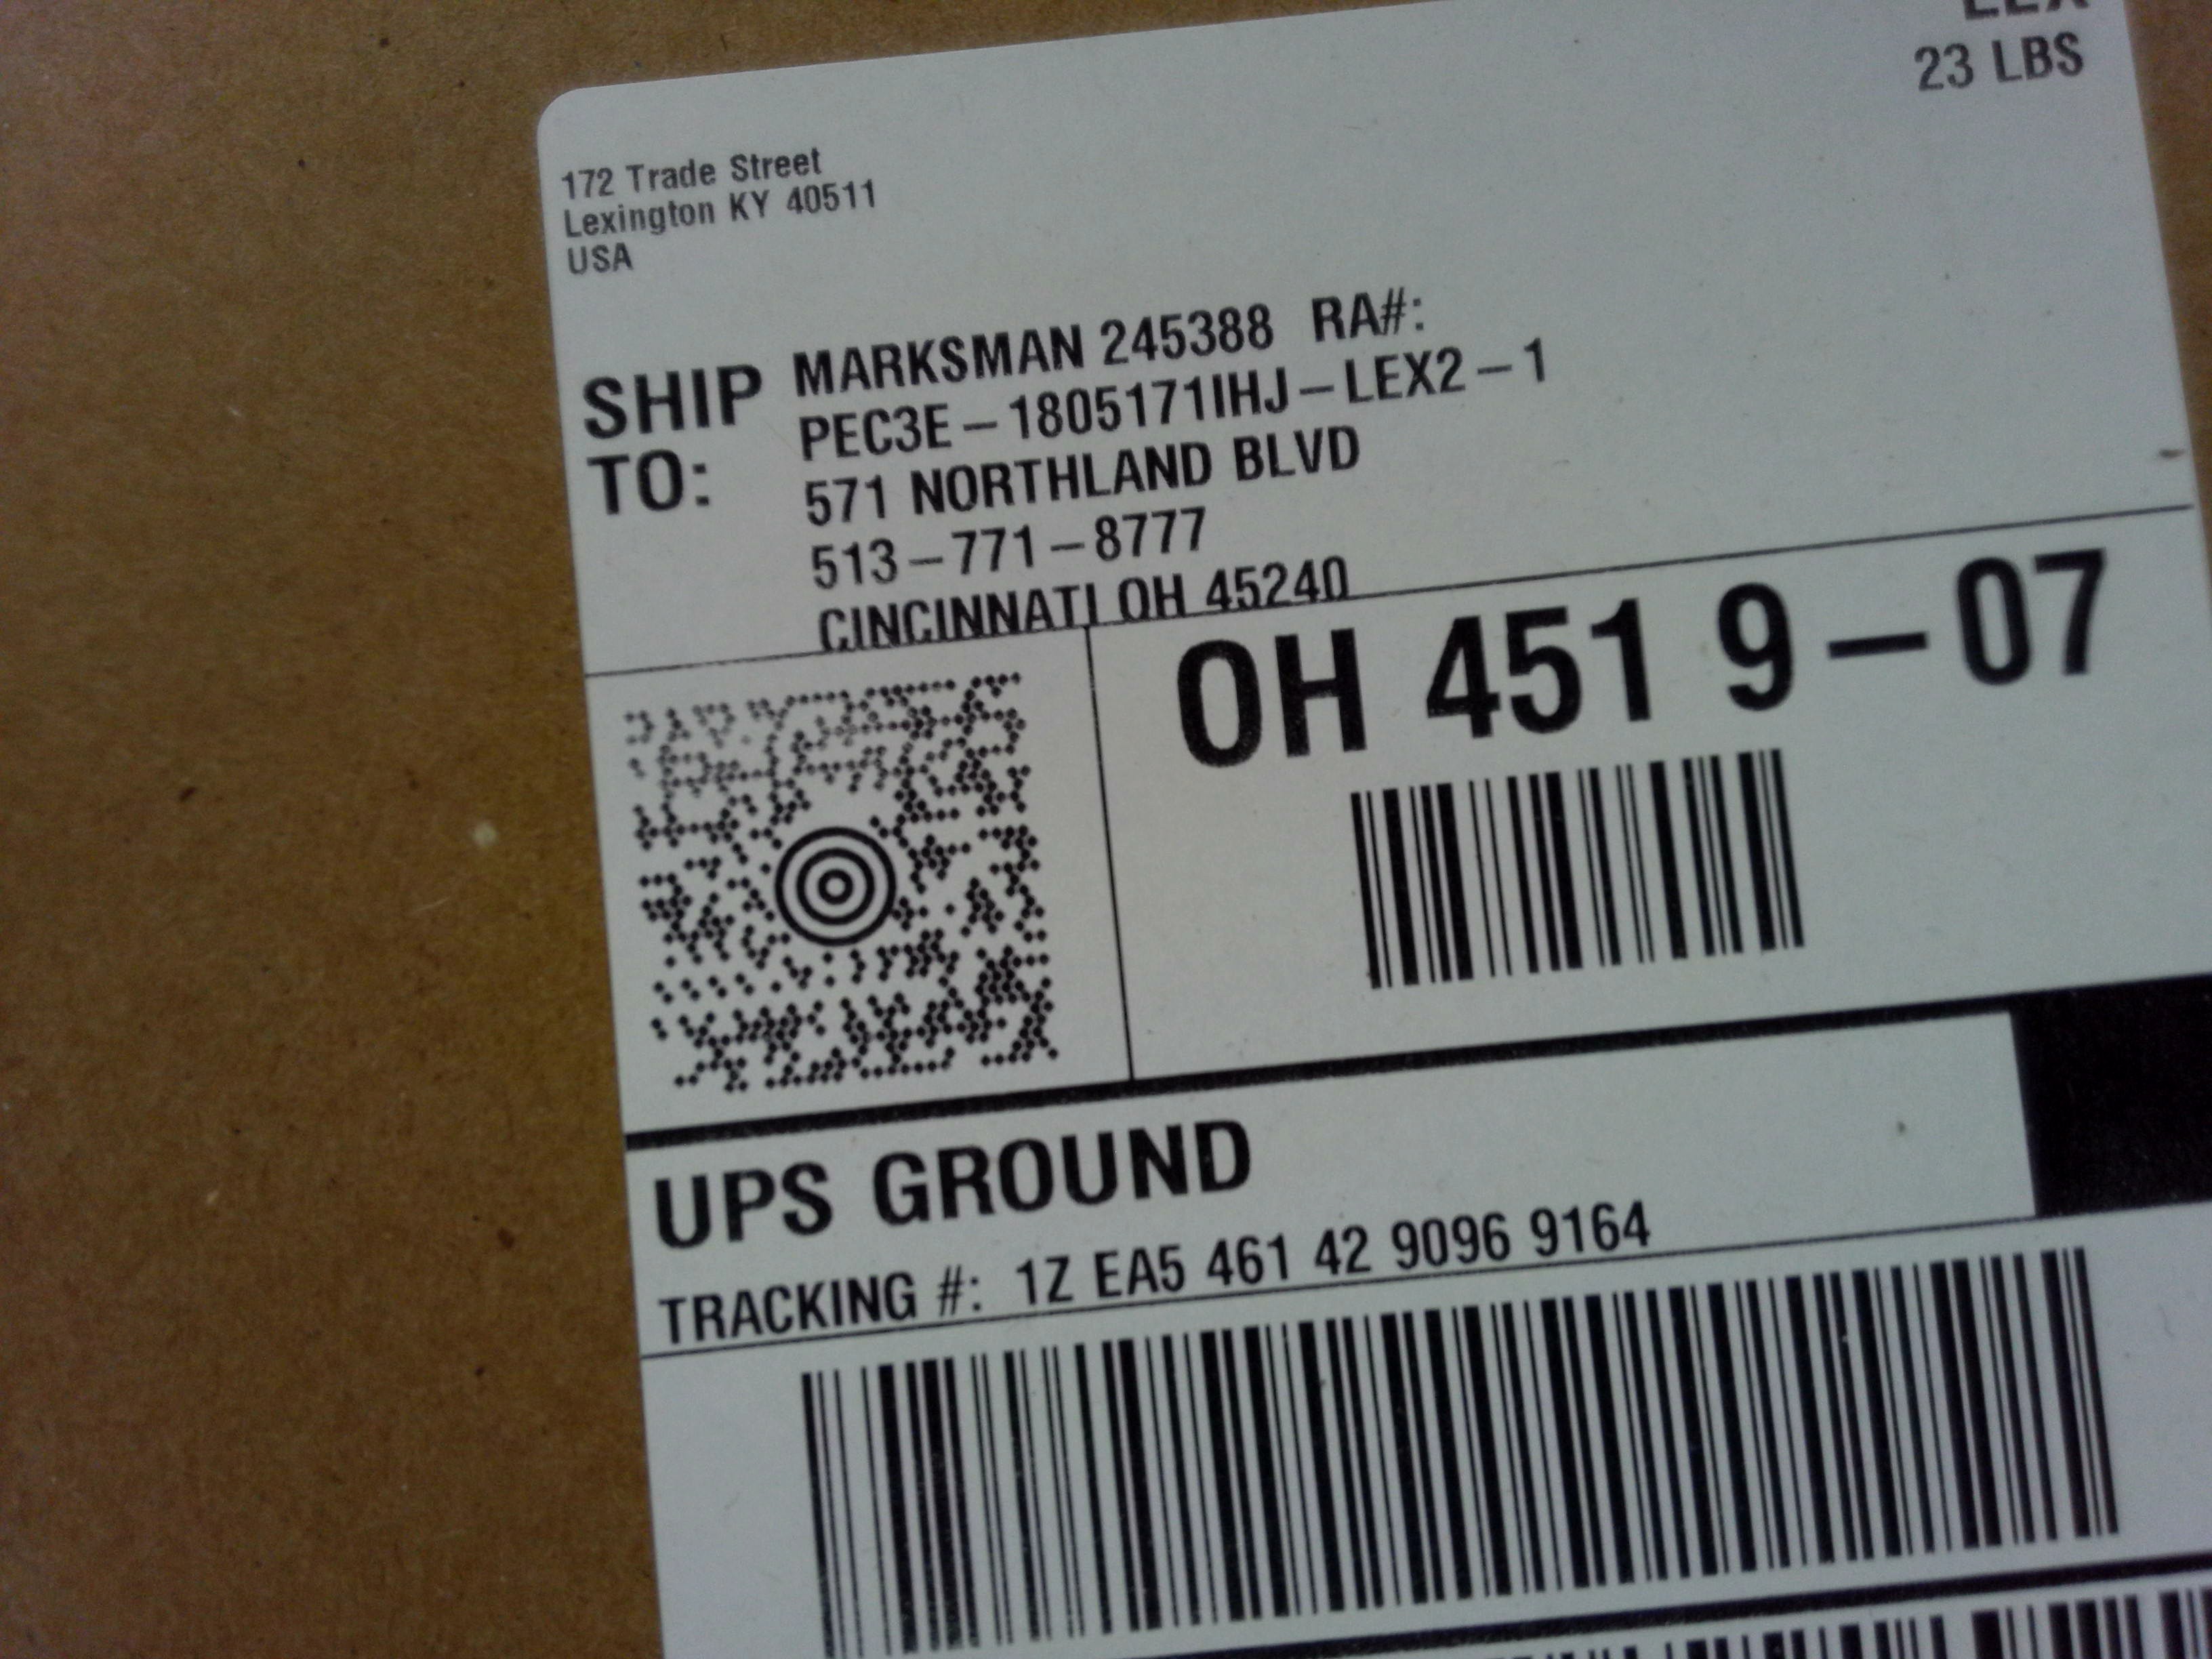 LEX
23 LBS
172 Trade Street
Lexington KY 40511
USA
SHIP TO:
MARKSMAN 245388 RA#:
PEC3E-1805171IHJ-LEX2-1
571 NORTHLAND BLVD
513-771-8777
CINCINNATI OH 45240
OH 451 9-07
UPS GROUND
TRACKING #: 1Z EA5 461 42 9096 9164